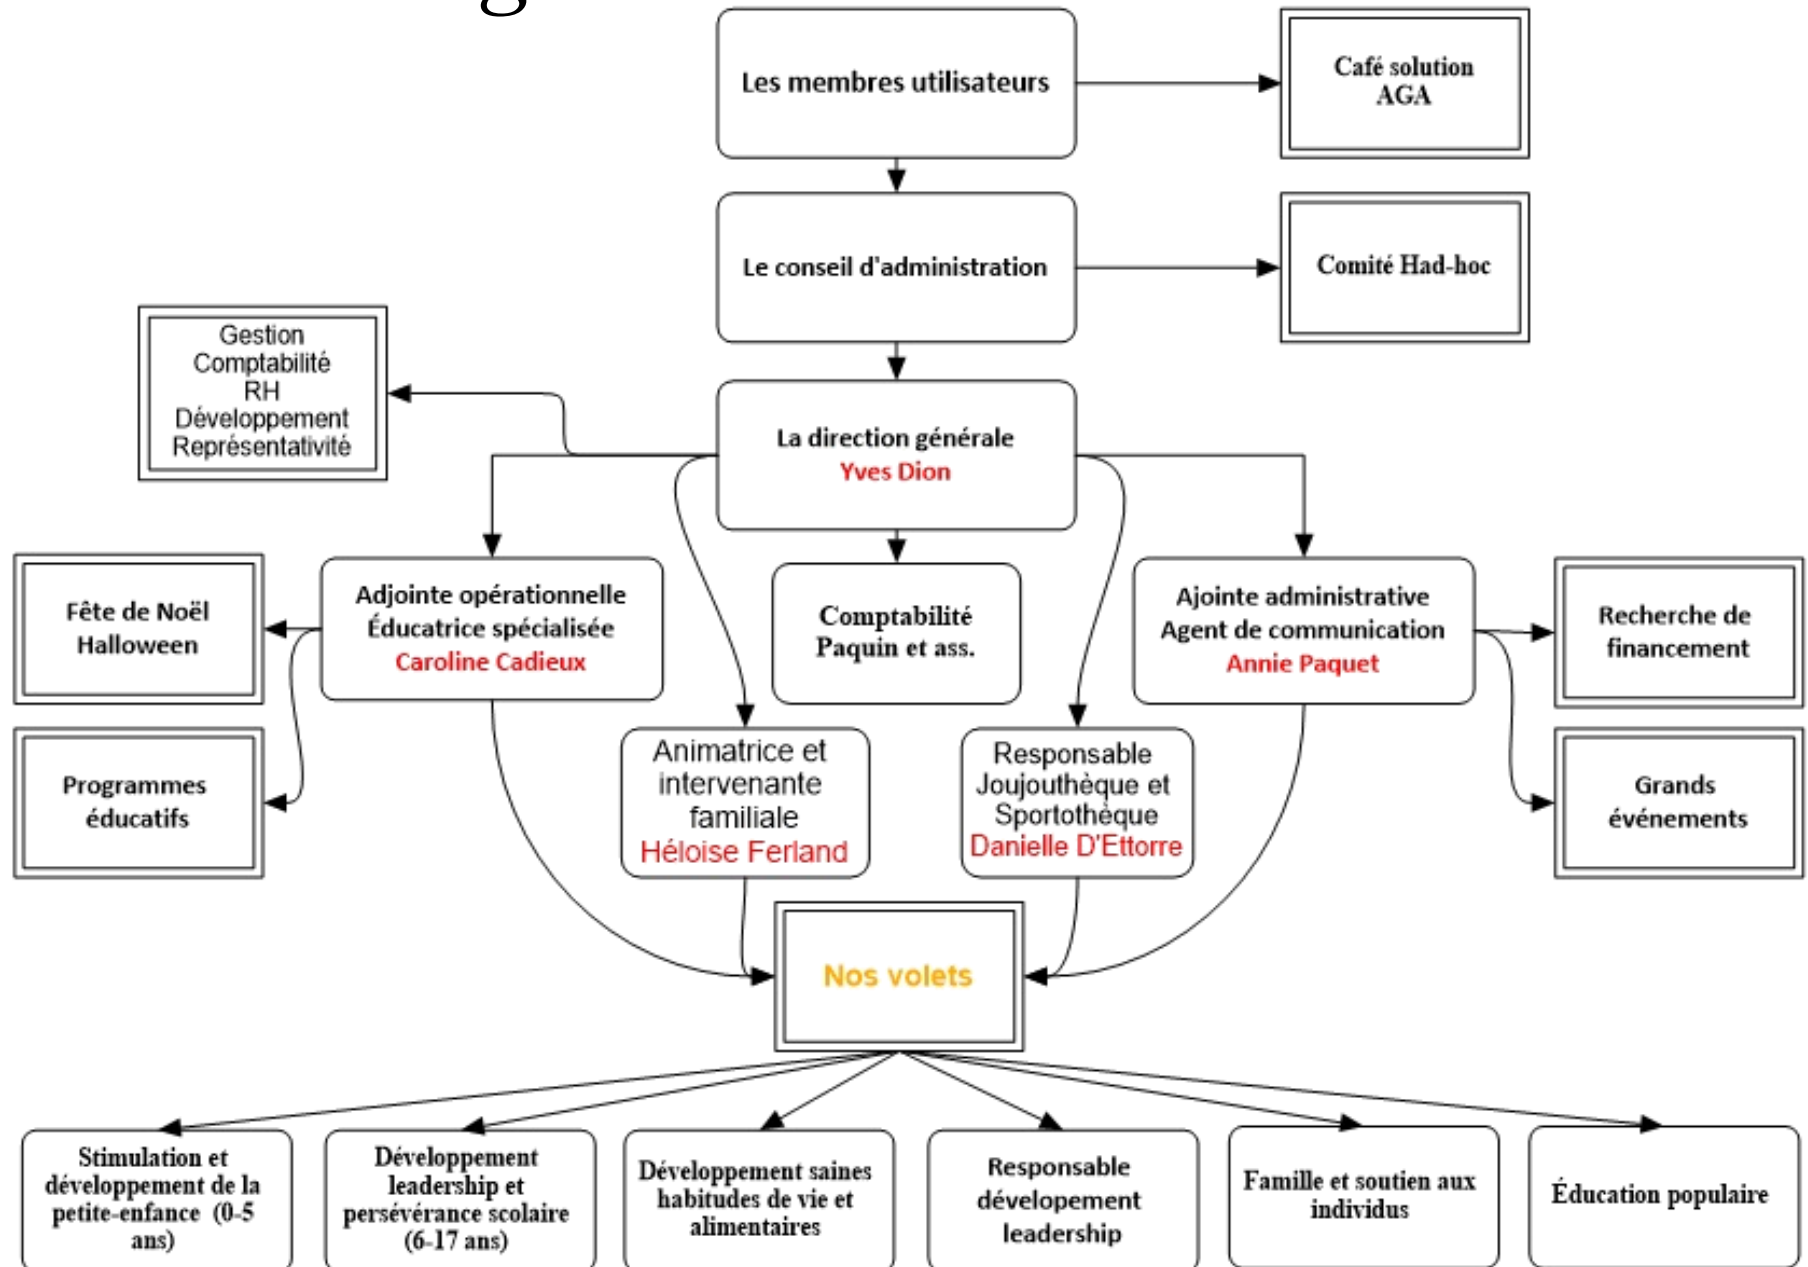 Les membres utilisateurs
Café solution
AGA
Le conseil d'administration
Comité Had-hoc
Gestion
Comptabilité
RH
Développement
Représentativité
La direction générale
Yves Dion
Fête de Noël
Halloween
Adjointe opérationnelle
Éducatrice spécialisée
Caroline Cadieux
Comptabilité
Paquin et ass.
Ajointe administrative
Agent de communication
Annie Paquet
Recherche de
financement
Programmes
éducatifs
Animatrice et
intervenante
familiale
Héloise Ferland
Responsable
Joujouthèque et
Sportothèque
Danielle D'Ettorre
Grands
événements
Nos volets
Stimulation et
développement de la
petite-enfance (0-5
ans)
Développement
leadership et
persévérance scolaire
(6-17 ans)
Développement saines
habitudes de vie et
alimentaires
Responsable
dévelopement
leadership
Famille et soutien aux
individus
Éducation populaire